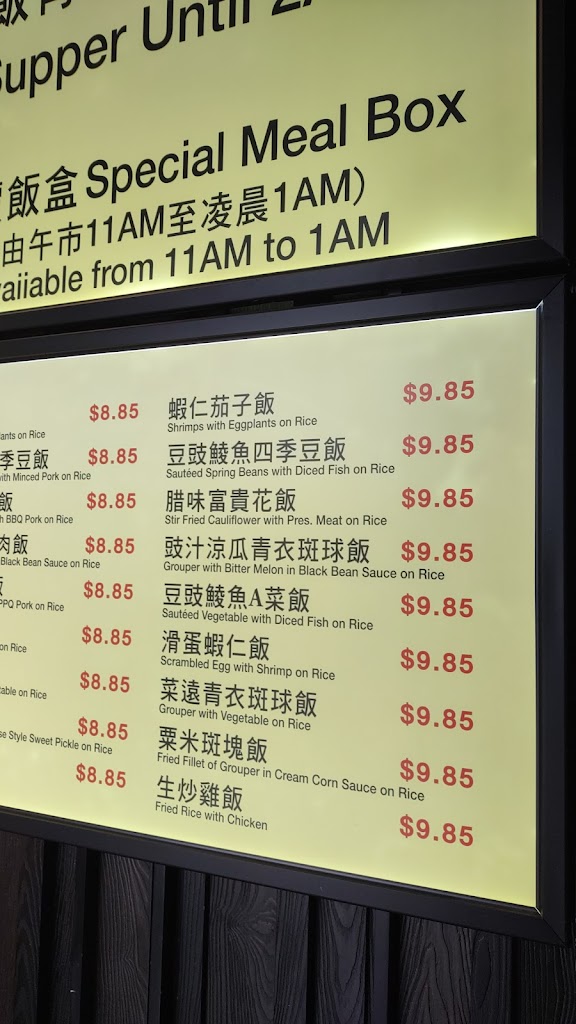 Supper Until
飯盒 Special Meal Box
由午市11AM至凌晨1AM)
vaiiable from 11AM to 1AM
$8.85
on Rice
季豆飯 $8.85
with Minced Pork on Rice
飯 $8.85
BBQ Pork on Rice
肉飯 $8.85
Black Bean Sauce on Rice
$8.85
PPQ Pork on Rice
$8.85
on Rice
$8.85
on Rice
$8.85
Style Sweet Pickle on Rice
$8.85
蝦仁茄子飯 $9.85
Shrimps with Eggplants on Rice
豆豉鯪魚四季豆飯 $9.85
Sautéed Spring Beans with Diced Fish on Rice
腊味富貴花飯 $9.85
Stir Fried Cauliflower with Pres. Meat on Rice
豉汁涼瓜青衣斑球飯 $9.85
Grouper with Bitter Melon in Black Bean Sauce on Rice
豆豉鯪魚A菜飯 $9.85
Sautéed Vegetable with Diced Fish on Rice
滑蛋蝦仁飯 $9.85
Scrambled Egg with Shrimp on Rice
菜遠青衣斑球飯 $9.85
Grouper with Vegetable on Rice
粟米斑塊飯 $9.85
Fried Fillet of Grouper in Cream Corn Sauce on Rice
生炒雞飯 $9.85
Fried Rice with Chicken